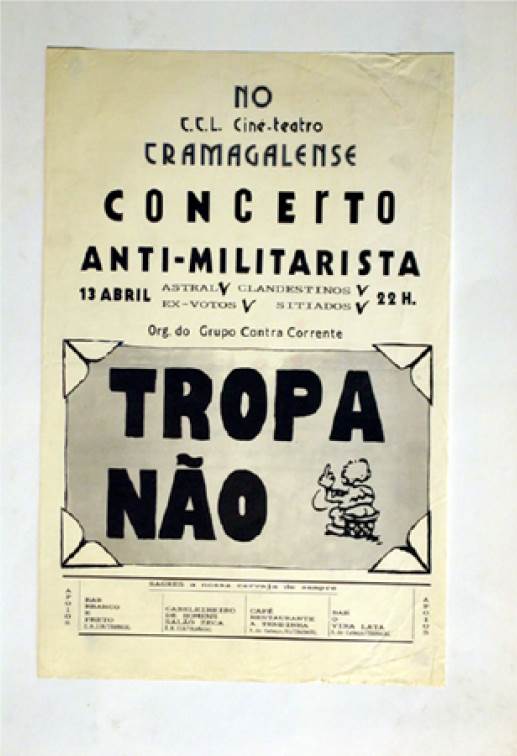 NO
C.C.L. Cine-teatro
CRAMAGALENSE
CONCErTO
ANTI-MILITARISTA
13 ABRIL ASTRAL V CLANDESTINOS V 22 H.
EX-VOTOS V SITIADOS V
Org. do Grupo Contra Corrente
TROPA
NÃO
SAGRES a nossa cerveja de sempre
APOIOS
BAR
BRANCO
E
PRETO
CABELEIREIRO
DE HOMENS
SALÃO ZECA
CAFÉ
RESTAURANTE
A TENDINHA
BAR
O
VIRA LATA
APOIOS